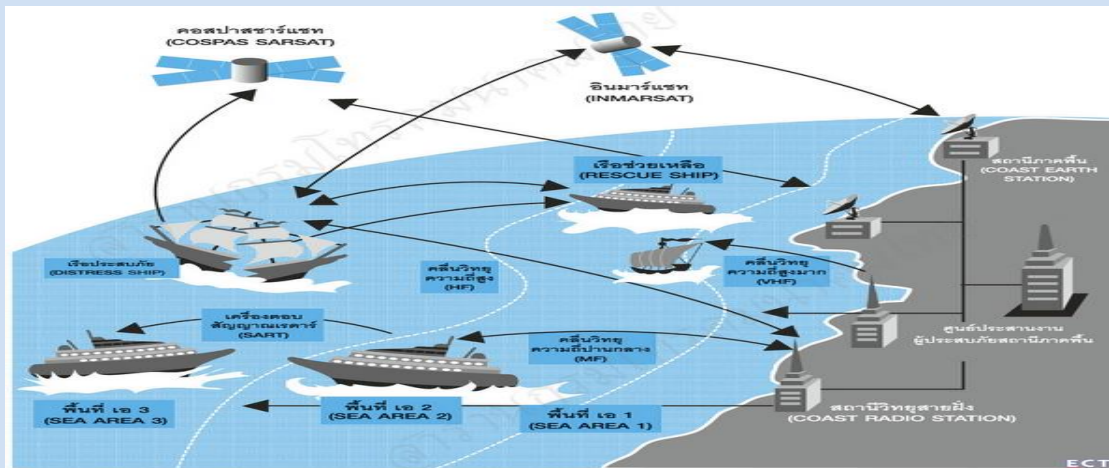 คอสปาสซาร์แซท
(COSPAS SARSAT)
อินมาร์แซท
(INMARSAT)
เรือช่วยเหลือ
(RESCUE SHIP)
สถานีภาคพื้น
(COAST EARTH
STATION)
เรือประสบภัย
(DISTRESS SHIP)
คลื่นวิทยุ
ความถี่สูง
(HF)
คลื่นวิทยุ
ความถี่สูงมาก
(VHF)
เครื่องตอบ
สัญญาณเรดาร์
(SART)
คลื่นวิทยุ
ความถี่ปานกลาง
(MF)
ศูนย์ประสานงาน
ผู้ประสบภัยสถานีภาคพื้น
พื้นที่ เอ 3
(SEA AREA 3)
พื้นที่ เอ 2
(SEA AREA 2)
พื้นที่ เอ 1
(SEA AREA 1)
สถานีวิทยุสายฝั่ง
(COAST RADIO STATION)
ECT